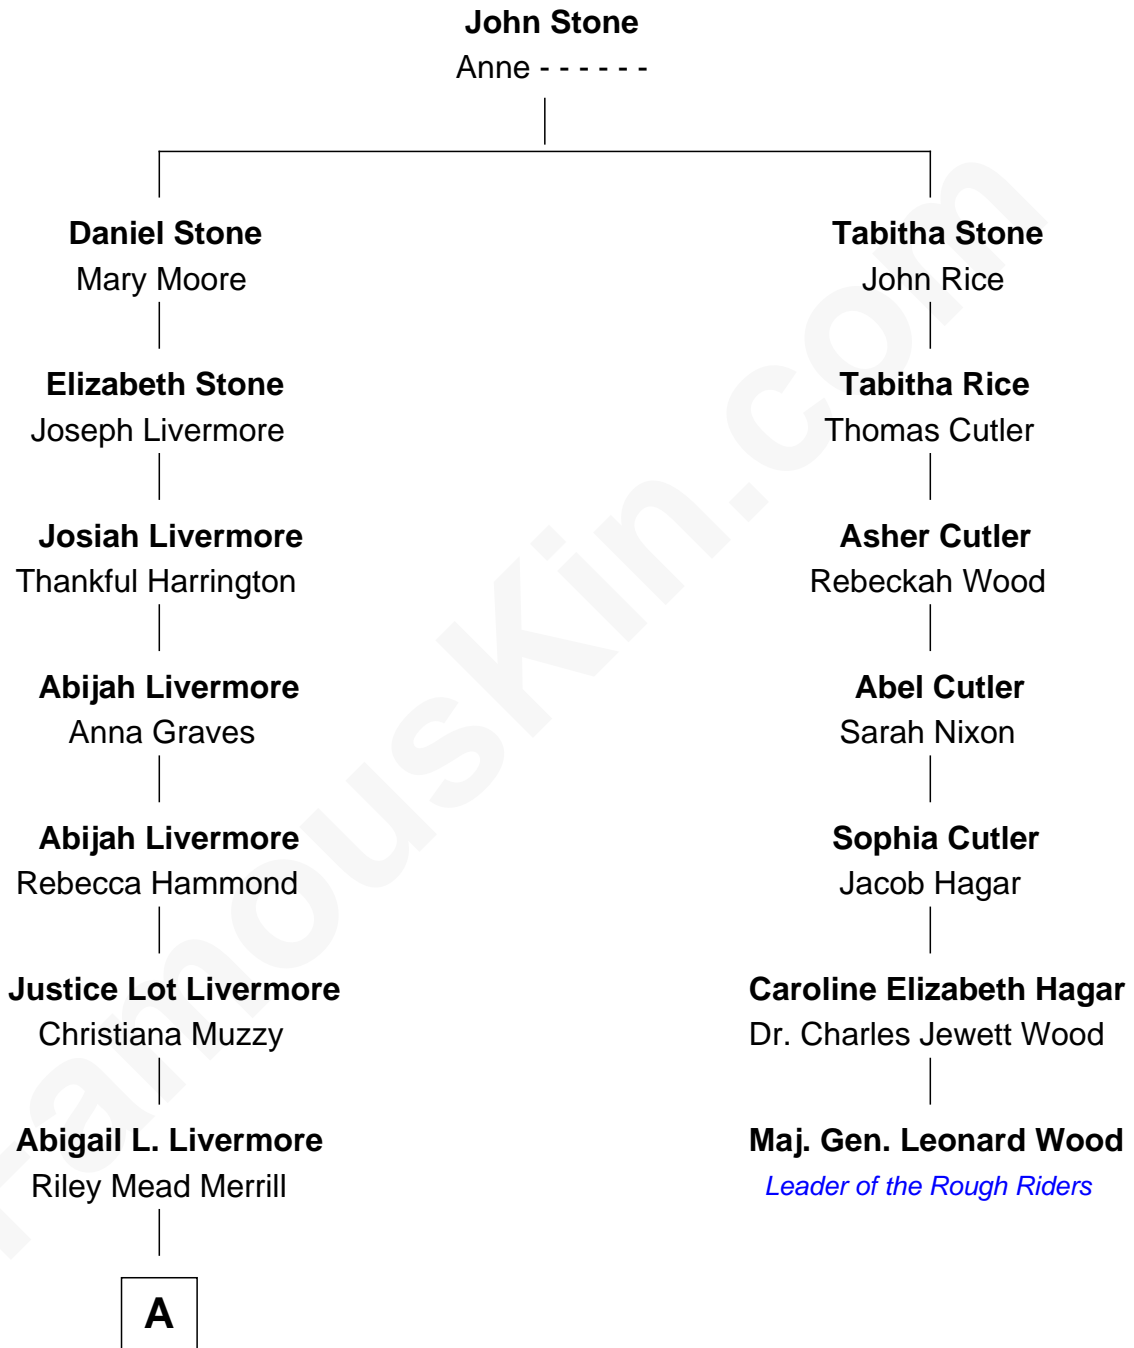 John Stone
Anne - - - - - -
Daniel Stone
Mary Moore
Tabitha Stone
John Rice
Elizabeth Stone
Joseph Livermore
Tabitha Rice
Thomas Cutler
Josiah Livermore
Thankful Harrington
Asher Cutler
Rebeckah Wood
Abijah Livermore
Anna Graves
Abel Cutler
Sarah Nixon
Abijah Livermore
Rebecca Hammond
Sophia Cutler
Jacob Hagar
Justice Lot Livermore
Christiana Muzzy
Caroline Elizabeth Hagar
Dr. Charles Jewett Wood
Abigail L. Livermore
Riley Mead Merrill
Maj. Gen. Leonard Wood
Leader of the Rough Riders
A
FamousKin.com